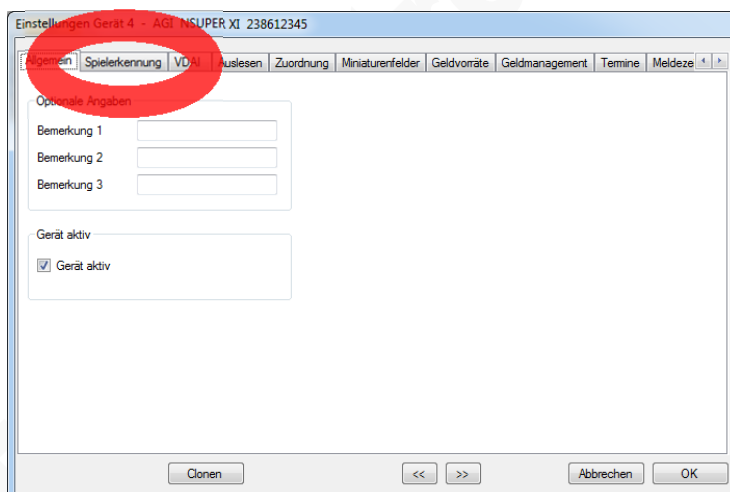 Einstellungen Gerät 4 - AGI NSUPER XI 238612345
Allgemein Spielerkennung VDAI Auslesen Zuordnung Miniaturenfelder Geldvorräte Geldmanagement Termine Meldeze
Optionale Angaben
Bemerkung 1
Bemerkung 2
Bemerkung 3
Gerät aktiv
Gerät aktiv
Clonen << >> Abbrechen OK